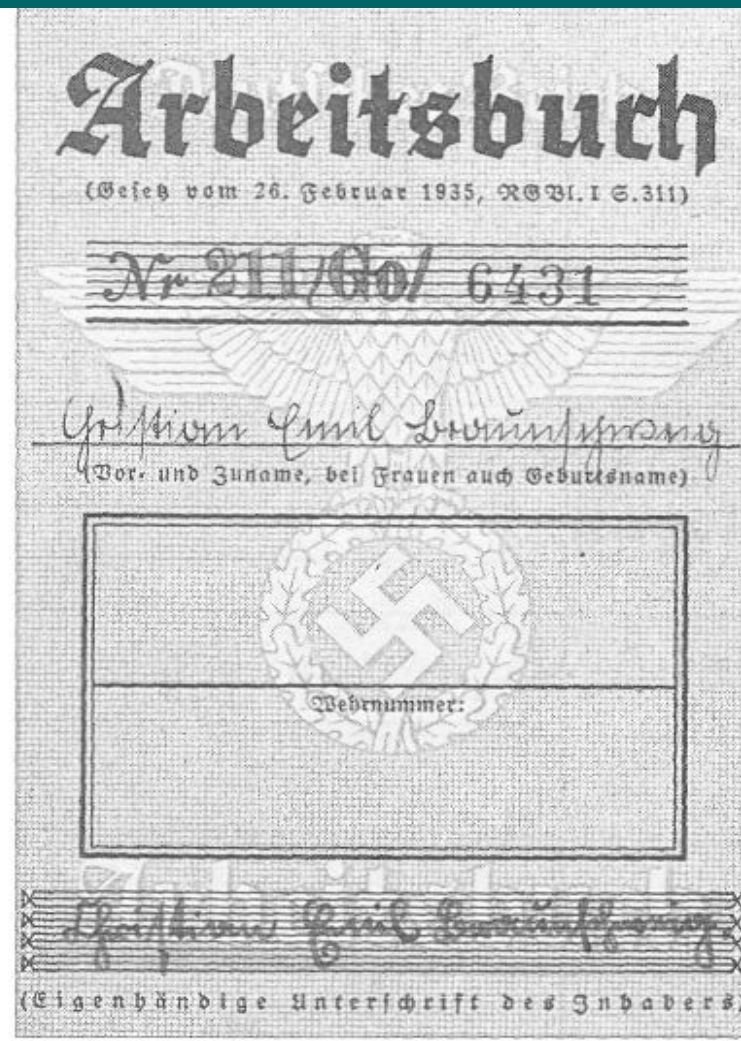 Arbeitsbuch
(Gesetz vom 26. Februar 1935, RGBl. I S. 311)
Nr 211/Go/ 6431
Christian Emil Braunschweig
(Vor- und Zuname, bei Frauen auch Geburtsname)
Wehrnummer:
Christian Emil Braunschweig.
(Eigenhändige Unterschrift des Inhabers)